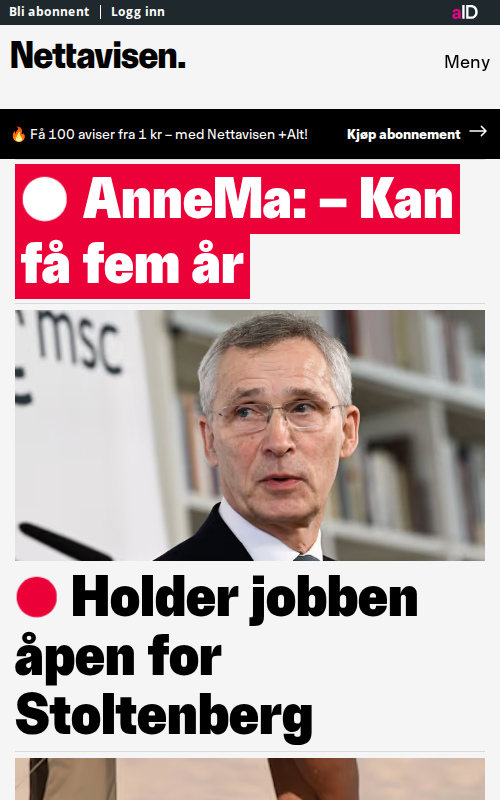 Bli abonnent | Logg inn
aID
Nettavisen.
Meny
🔥 Få 100 aviser fra 1 kr – med Nettavisen +Alt!
Kjøp abonnement →
AnneMa: – Kan
få fem år
msc
Holder jobben
åpen for
Stoltenberg